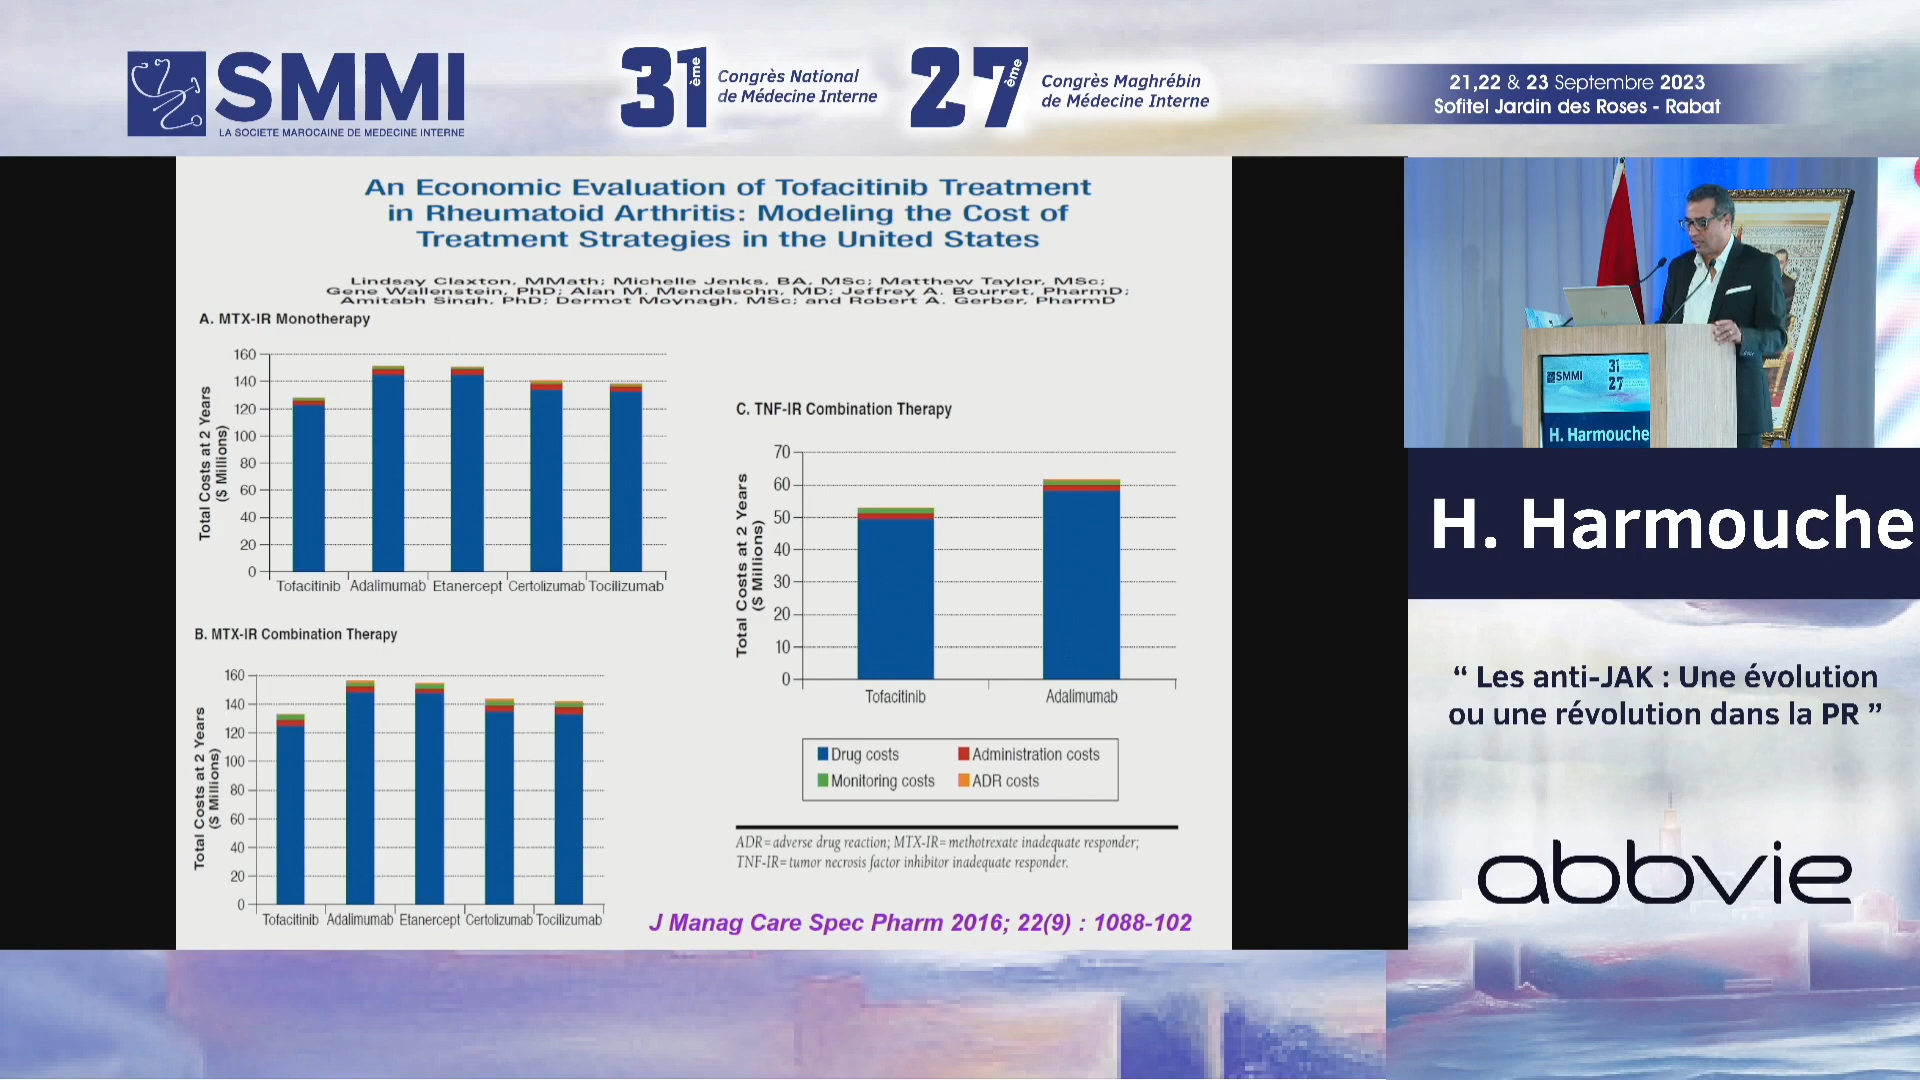 SMMI
LA SOCIETE MAROCAINE DE MEDECINE INTERNE
31ème
Congrès National
de Médecine Interne
27ème
Congrès Maghrébin
de Médecine Interne
21,22 & 23 Septembre 2023
Sofitel Jardin des Roses - Rabat
An Economic Evaluation of Tofacitinib Treatment
in Rheumatoid Arthritis: Modeling the Cost of
Treatment Strategies in the United States
Lindsay Claxton, MMath; Michelle Jenks, BA, MSc; Matthew Taylor, MSc;
Gene Wallenstein, PhD; Alan M. Mendelsohn, MD; Jeffrey A. Bourret, PharmD;
Amitabh Singh, PhD; Dermot Moynagh, MSc; and Robert A. Gerber, PharmD
A. MTX-IR Monotherapy
Total Costs at 2 Years
($ Millions)
160
140
120
100
80
60
40
20
0
Tofacitinib Adalimumab Etanercept Certolizumab Tocilizumab
B. MTX-IR Combination Therapy
Total Costs at 2 Years
($ Millions)
160
140
120
100
80
60
40
20
0
Tofacitinib Adalimumab Etanercept Certolizumab Tocilizumab
C. TNF-IR Combination Therapy
Total Costs at 2 Years
($ Millions)
70
60
50
40
30
20
10
0
Tofacitinib Adalimumab
Drug costs Administration costs
Monitoring costs ADR costs
ADR=adverse drug reaction; MTX-IR=methotrexate inadequate responder;
TNF-IR=tumor necrosis factor inhibitor inadequate responder.
J Manag Care Spec Pharm 2016; 22(9) : 1088-102
SMMI
31
27
H. Harmouche
H. Harmouche
“ Les anti-JAK : Une évolution
ou une révolution dans la PR ”
abbvie